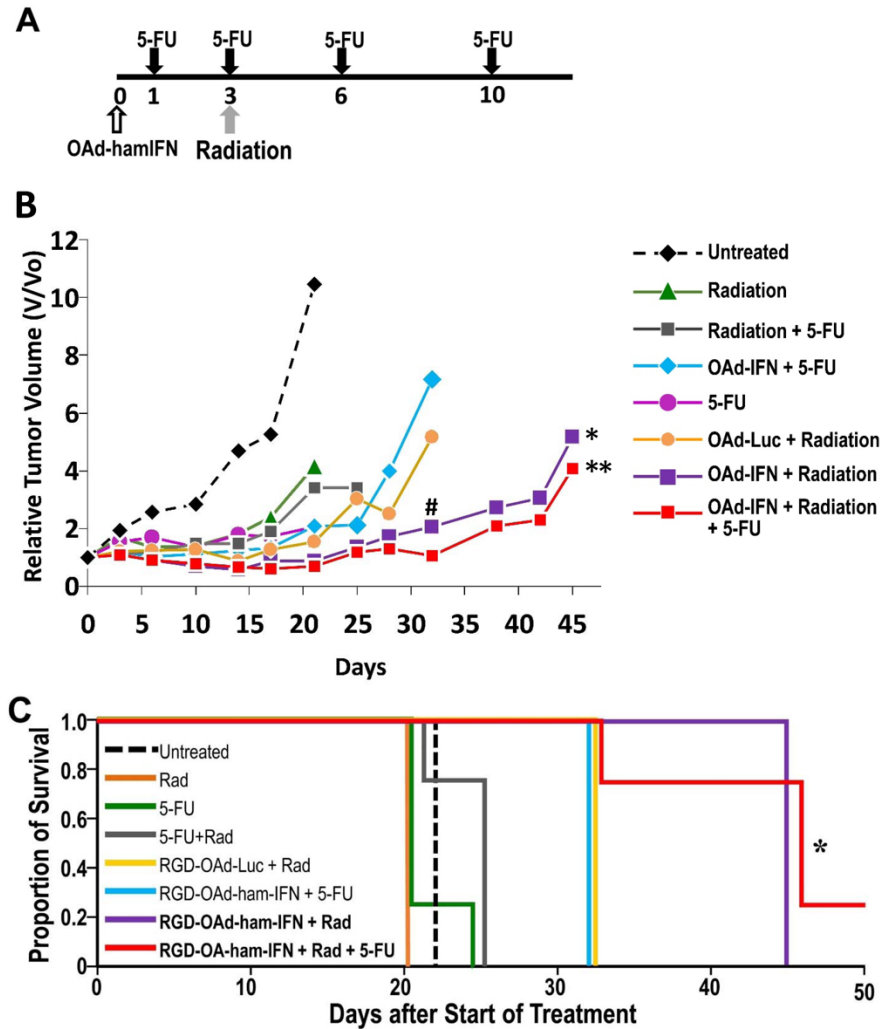 A
5-FU 5-FU 5-FU 5-FU
0 1 3 6 10
OAd-hamIFN Radiation
B
Relative Tumor Volume (V/Vo)
12
10
8
6
4
2
0
0 5 10 15 20 25 30 35 40 45
Days
#
*
**
Untreated
Radiation
Radiation + 5-FU
OAd-IFN + 5-FU
5-FU
OAd-Luc + Radiation
OAd-IFN + Radiation
OAd-IFN + Radiation
+ 5-FU
C
Proportion of Survival
1.0
0.8
0.6
0.4
0.2
0
Untreated
Rad
5-FU
5-FU+Rad
RGD-OAd-Luc + Rad
RGD-OAd-ham-IFN + 5-FU
RGD-OAd-ham-IFN + Rad
RGD-OA-ham-IFN + Rad + 5-FU
*
0 20 40 50
Days after Start of Treatment